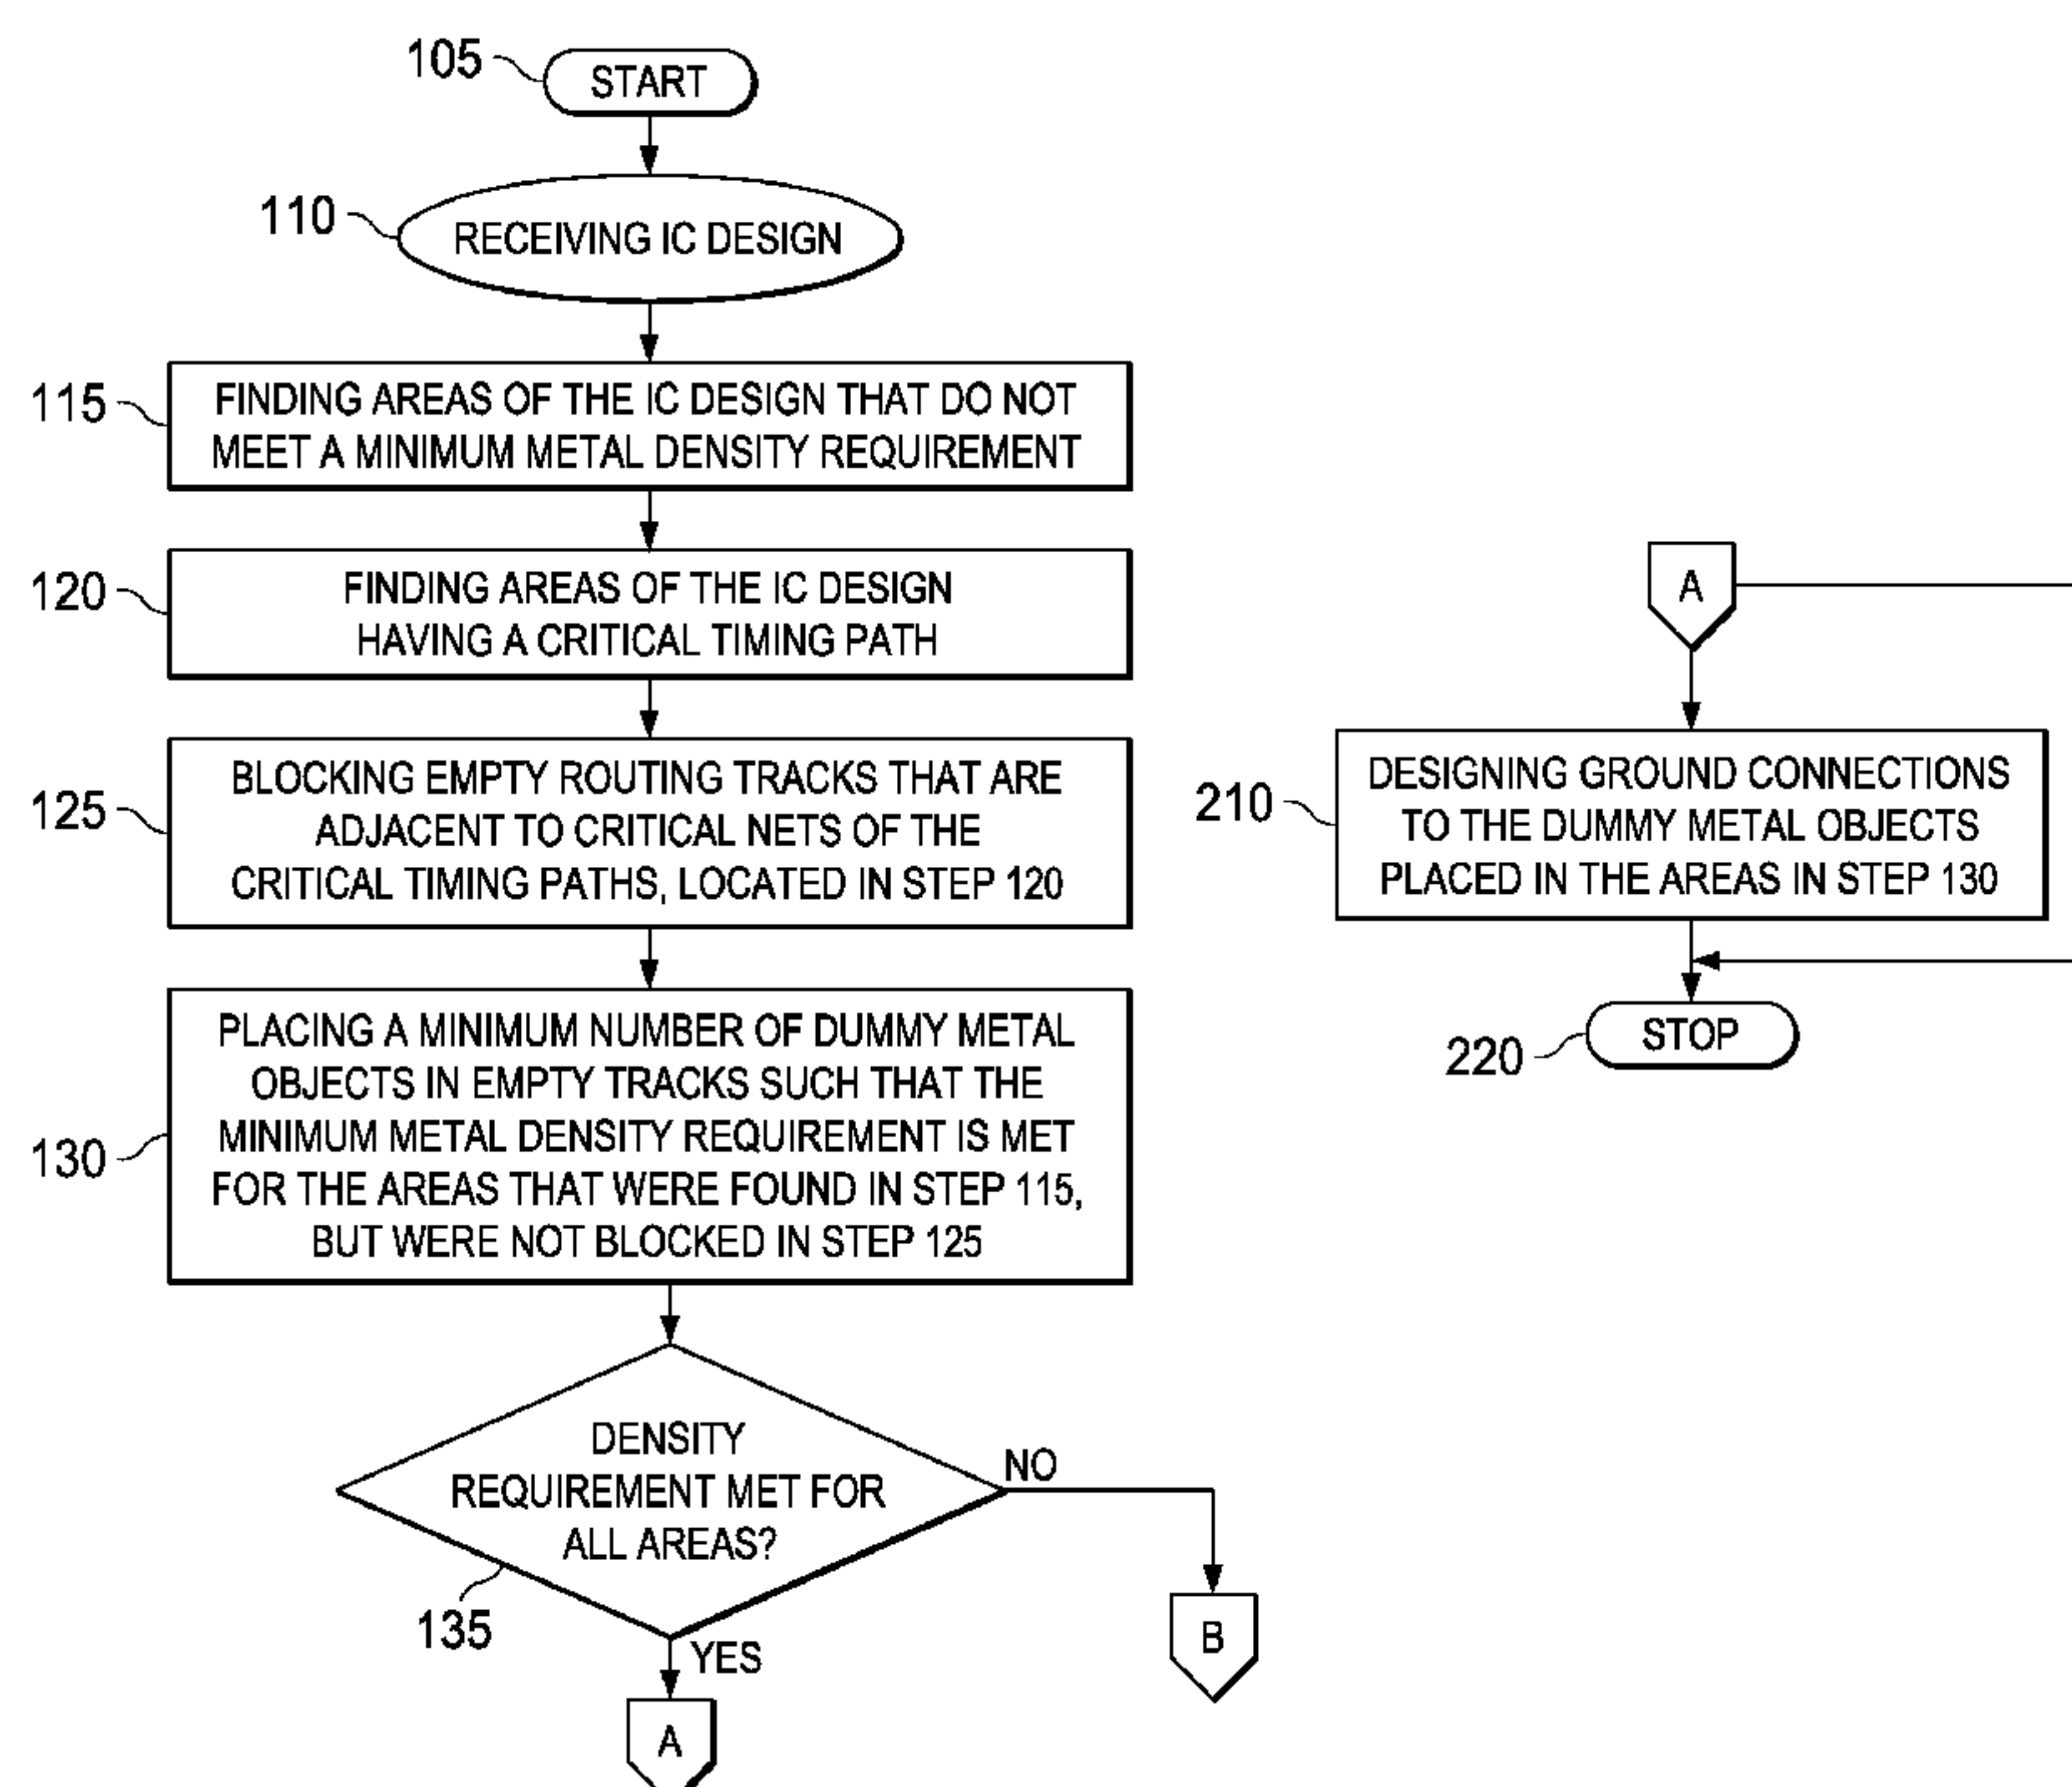 105
START
110
RECEIVING IC DESIGN
115
FINDING AREAS OF THE IC DESIGN THAT DO NOT
MEET A MINIMUM METAL DENSITY REQUIREMENT
120
FINDING AREAS OF THE IC DESIGN
HAVING A CRITICAL TIMING PATH
125
BLOCKING EMPTY ROUTING TRACKS THAT ARE
ADJACENT TO CRITICAL NETS OF THE
CRITICAL TIMING PATHS, LOCATED IN STEP 120
130
PLACING A MINIMUM NUMBER OF DUMMY METAL
OBJECTS IN EMPTY TRACKS SUCH THAT THE
MINIMUM METAL DENSITY REQUIREMENT IS MET
FOR THE AREAS THAT WERE FOUND IN STEP 115,
BUT WERE NOT BLOCKED IN STEP 125
DENSITY
REQUIREMENT MET FOR
ALL AREAS?
135
NO
B
YES
A
A
210
DESIGNING GROUND CONNECTIONS
TO THE DUMMY METAL OBJECTS
PLACED IN THE AREAS IN STEP 130
220
STOP